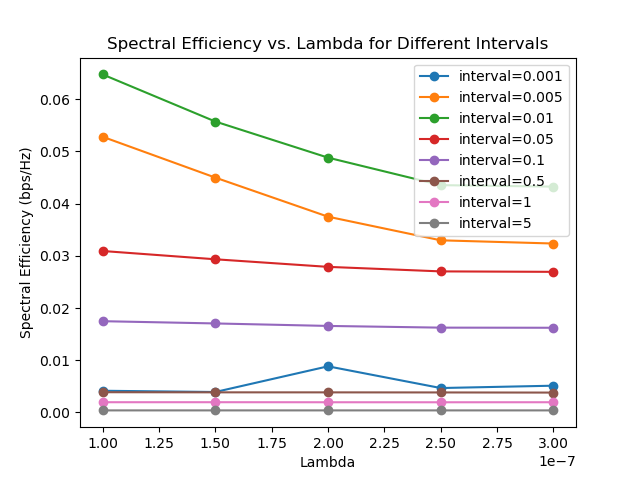 Spectral Efficiency vs. Lambda for Different Intervals
interval=0.001
interval=0.005
interval=0.01
interval=0.05
interval=0.1
interval=0.5
interval=1
interval=5
Spectral Efficiency (bps/Hz)
0.06
0.05
0.04
0.03
0.02
0.01
0.00
1.00 1.25 1.50 1.75 2.00 2.25 2.50 2.75 3.00
1e−7
Lambda